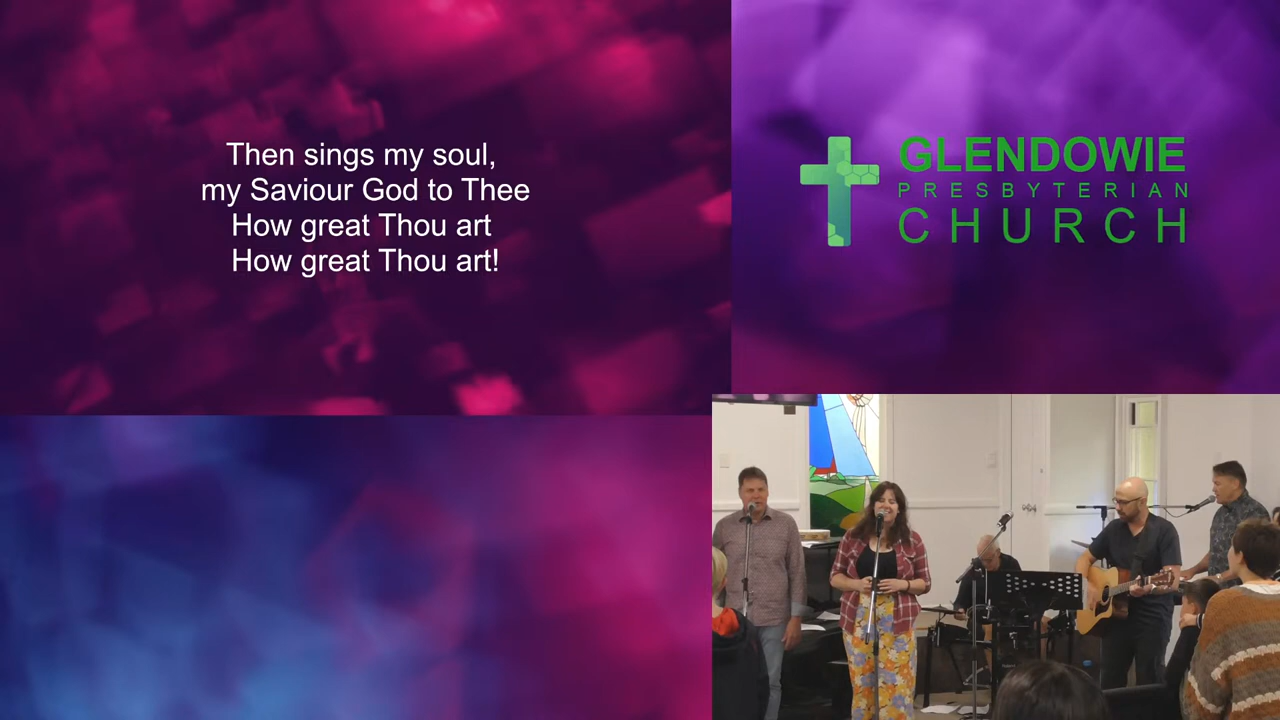 Then sings my soul,
my Saviour God to Thee
How great Thou art
How great Thou art!
GLENDOWIE
PRESBYTERIAN
CHURCH